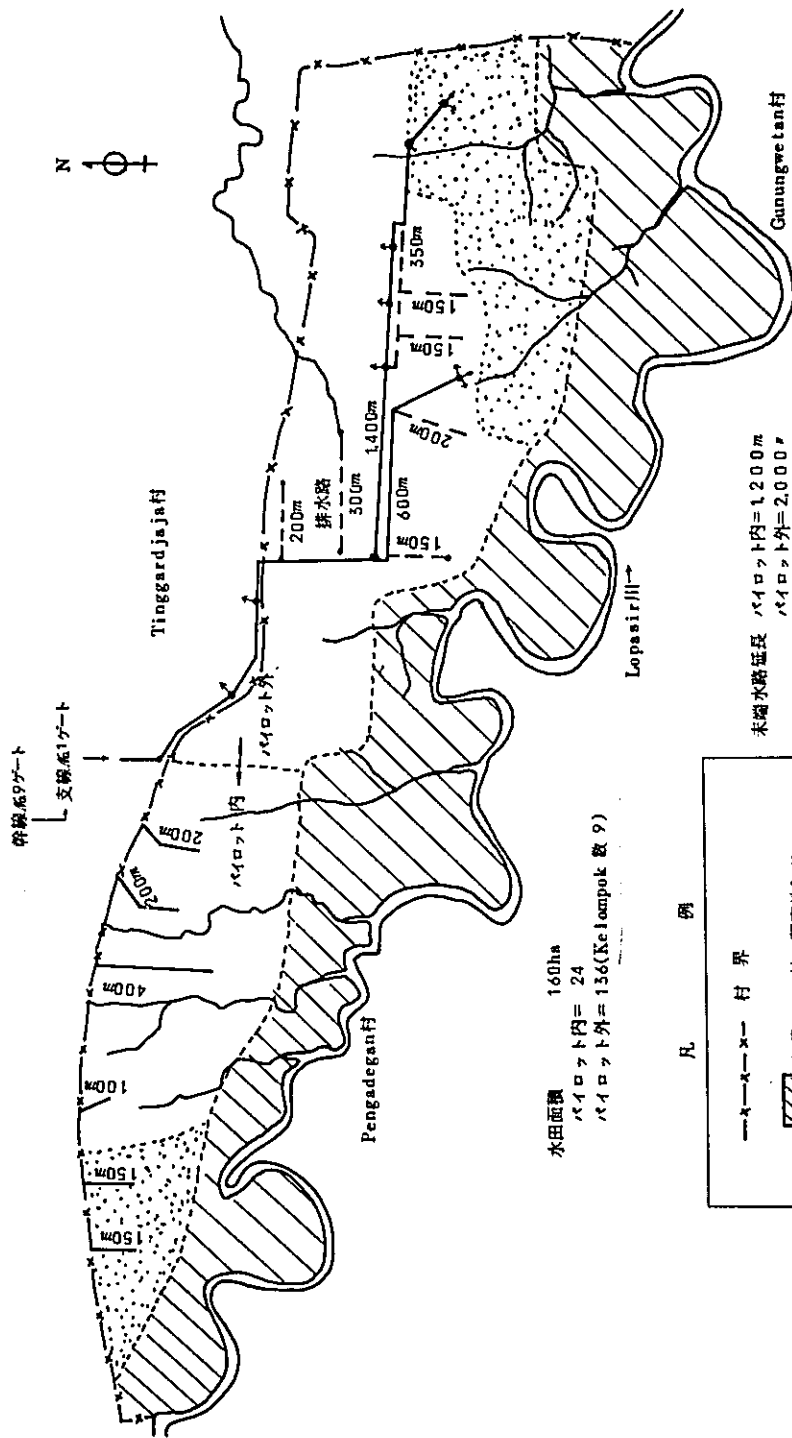 幹線№9ゲート
支線№1ゲート
Tinggardjaja村
N
パイロット内
パイロット外
200m
200m
400m
100m
150m
150m
200m
排水路
300m
1,400m
600m
150m
200m
150m
150m
350m
Pengadegan村
Lopasir川→
Gunungwetan村
水田面積 160ha
パイロット内= 24
パイロット外=136(Kelompok 数 9)
末端水路延長 パイロット内=1,200m
パイロット外=2,000〃
凡 例
村 界